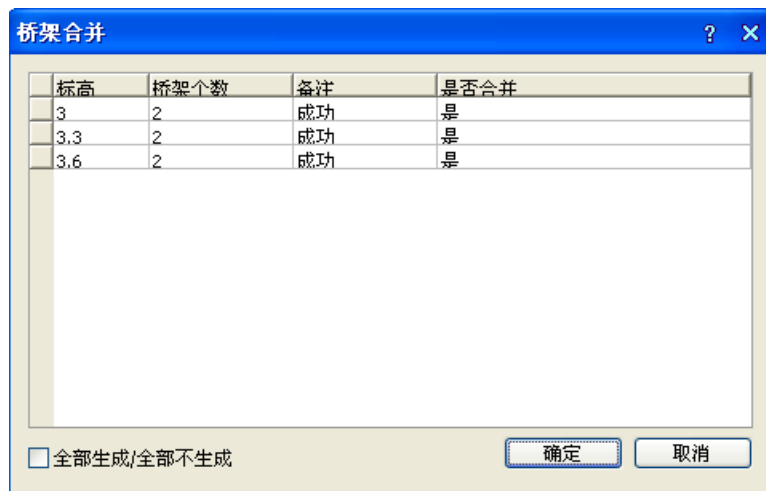 桥架合并
标高 桥架个数 备注 是否合并
3 2 成功 是
3.3 2 成功 是
3.6 2 成功 是
全部生成/全部不生成 确定 取消